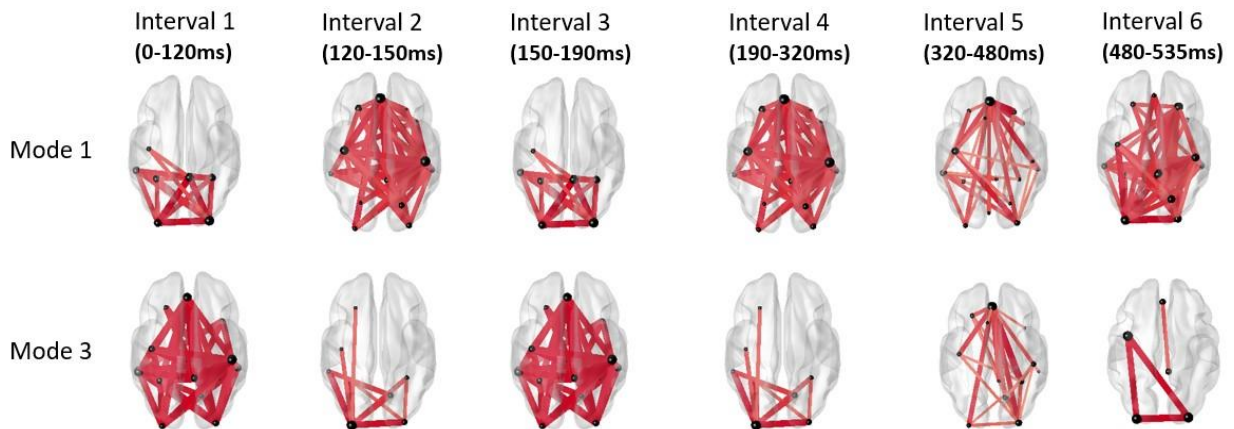 Interval 1 Interval 2 Interval 3 Interval 4 Interval 5 Interval 6
(0-120ms) (120-150ms) (150-190ms) (190-320ms) (320-480ms) (480-535ms)
Mode 1
Mode 3